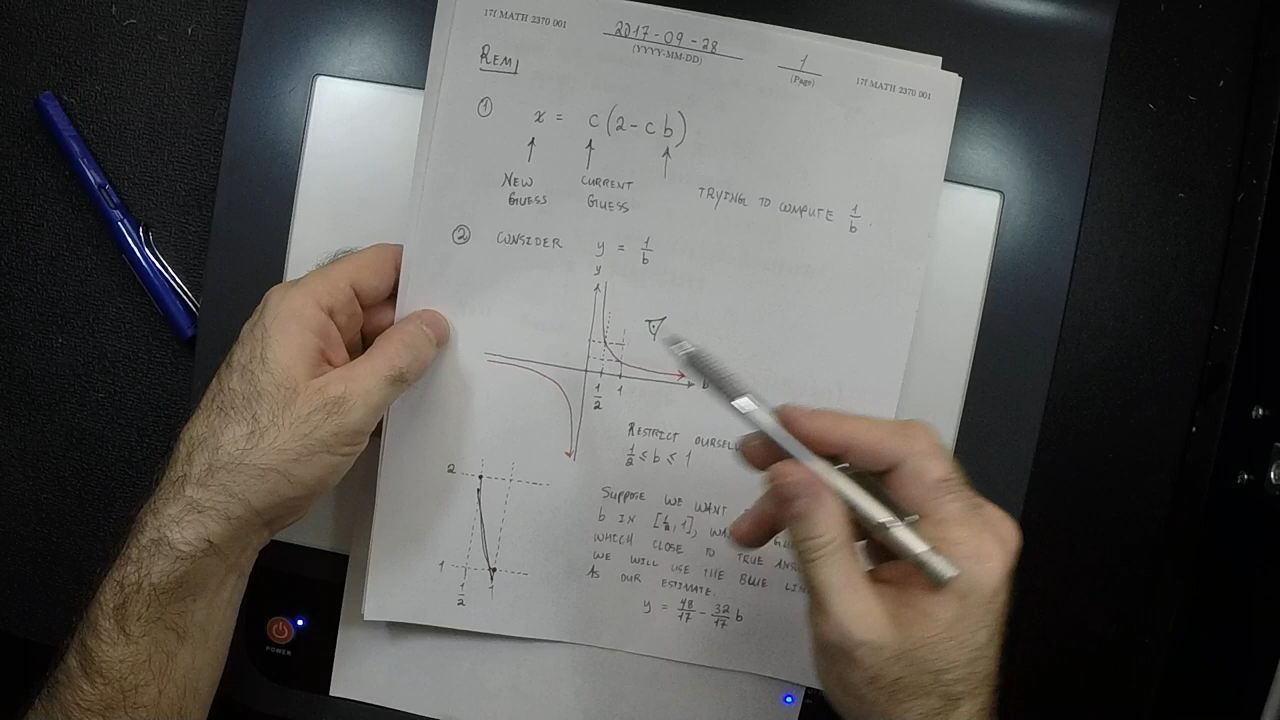 17f MATH 2370 001
2017-09-28
(YYYY-MM-DD)
1
(Page)
17f MATH 2370 001
REM
① x = c(2-cb)
NEW GUESS
CURRENT GUESS
TRYING TO COMPUTE 1/b.
② CONSIDER y = 1/b
y
b
1/2 1
RESTRICT
1/2 ≤ b ≤ 1
2
1
1/2 1
SUPPOSE WE WANT
b IN [1/2, 1],
WHICH CLOSE TO TRUE
WE WILL USE THE BLUE
AS OUR ESTIMATE.
y = 48/17 - 32/17 b
POWER